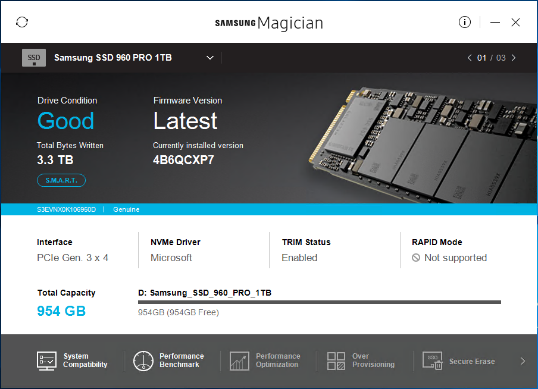 SAMSUNG Magician
SSD
Samsung SSD 960 PRO 1TB
01 / 03
Drive Condition
Good
Firmware Version
Latest
Total Bytes Written
3.3 TB
Currently installed version
4B6QCXP7
S.M.A.R.T.
S3EVNX0K106950D | Genuine
Interface
PCIe Gen. 3 x 4
NVMe Driver
Microsoft
TRIM Status
Enabled
RAPID Mode
Not supported
Total Capacity
954 GB
D: Samsung_SSD_960_PRO_1TB
954GB (954GB Free)
System
Compatibility
Performance
Benchmark
Performance
Optimization
Over
Provisioning
Secure Erase